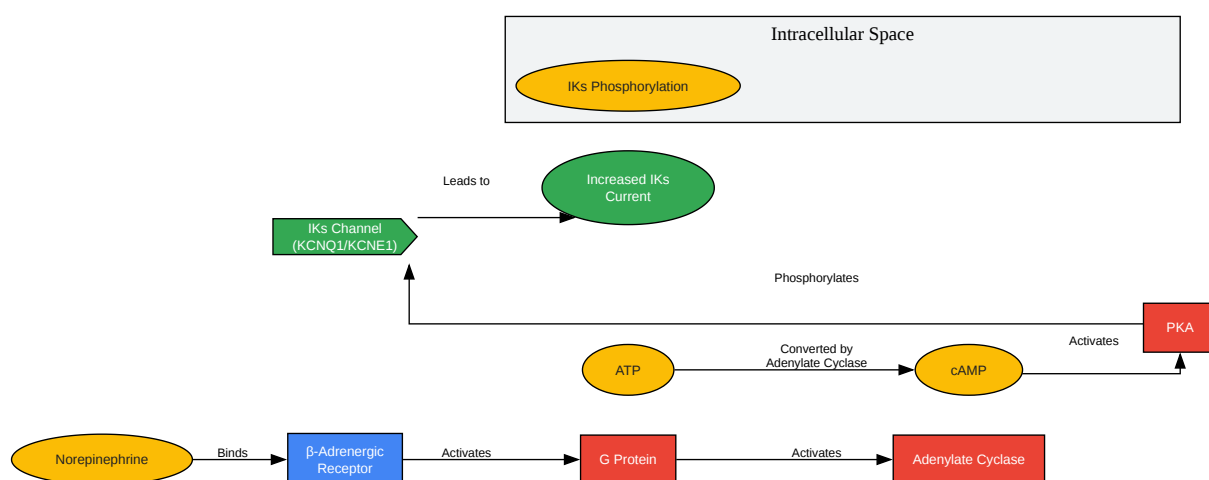 Intracellular Space
IKs Phosphorylation
Leads to
Increased IKs
Current
IKs Channel
(KCNQ1/KCNE1)
Phosphorylates
PKA
Activates
Converted by
Adenylate Cyclase
ATP
cAMP
Norepinephrine
Binds
β-Adrenergic
Receptor
Activates
G Protein
Activates
Adenylate Cyclase